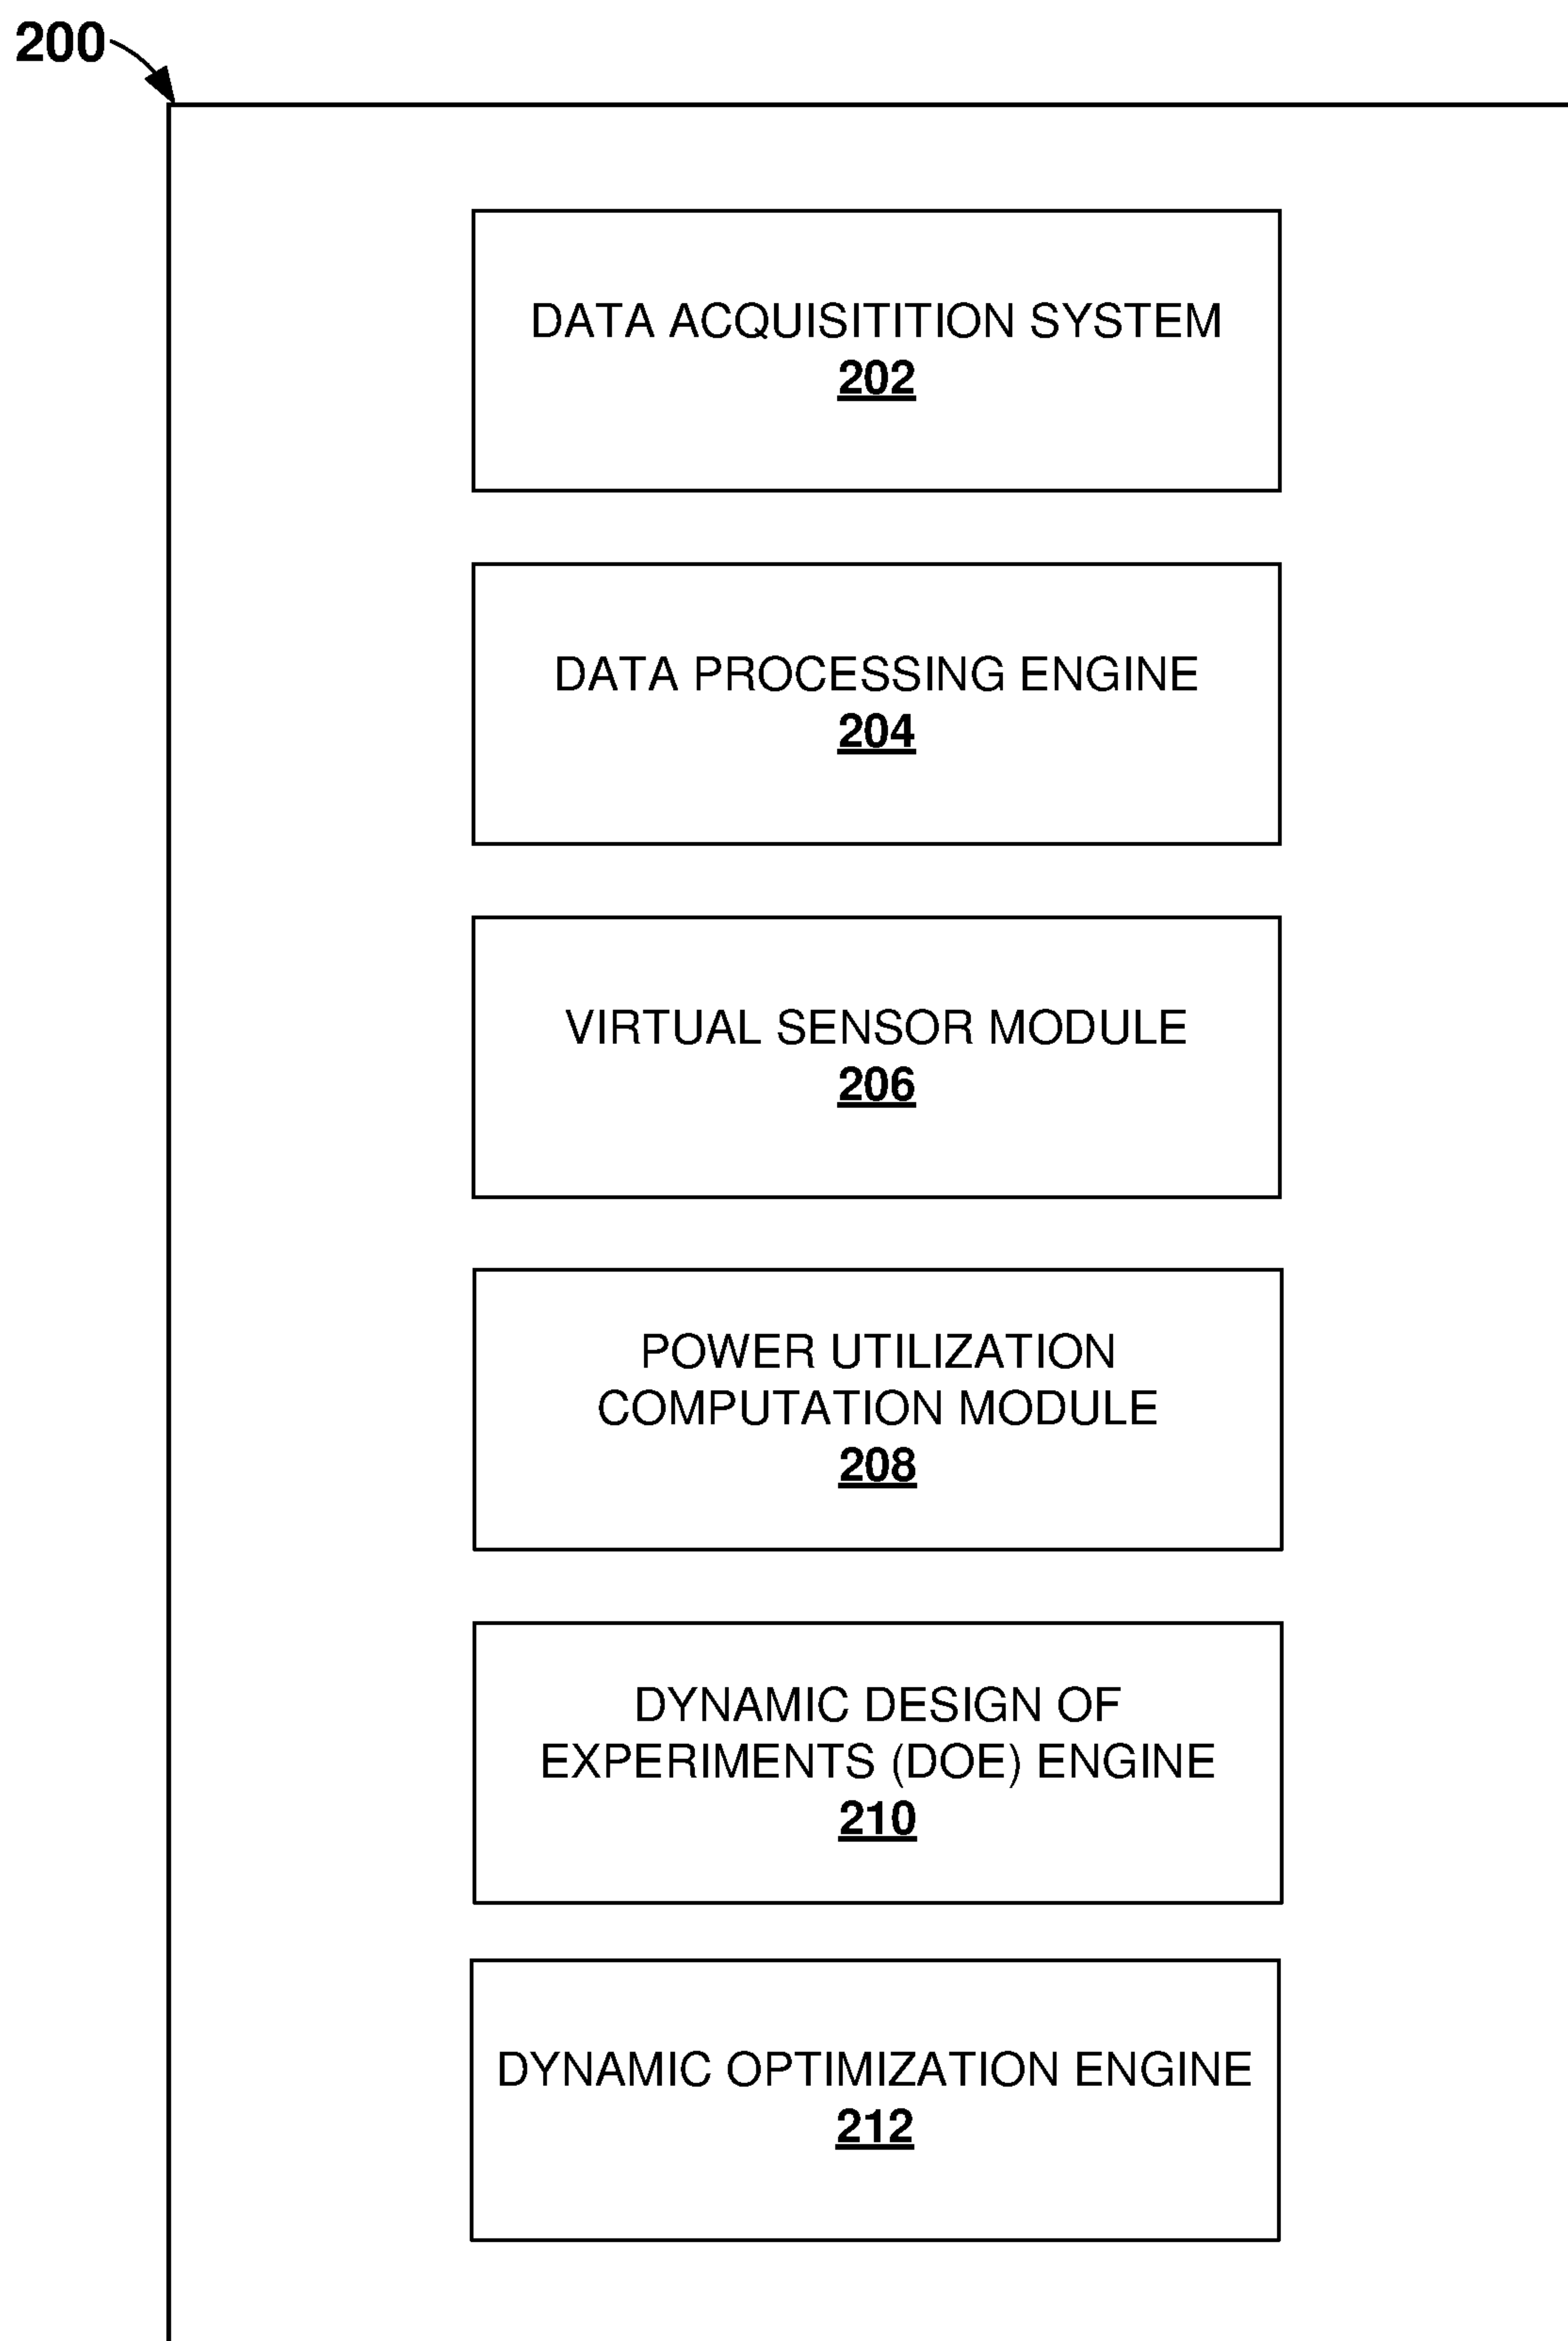 200
DATA ACQUISITITION SYSTEM
202
DATA PROCESSING ENGINE
204
VIRTUAL SENSOR MODULE
206
POWER UTILIZATION
COMPUTATION MODULE
208
DYNAMIC DESIGN OF
EXPERIMENTS (DOE) ENGINE
210
DYNAMIC OPTIMIZATION ENGINE
212